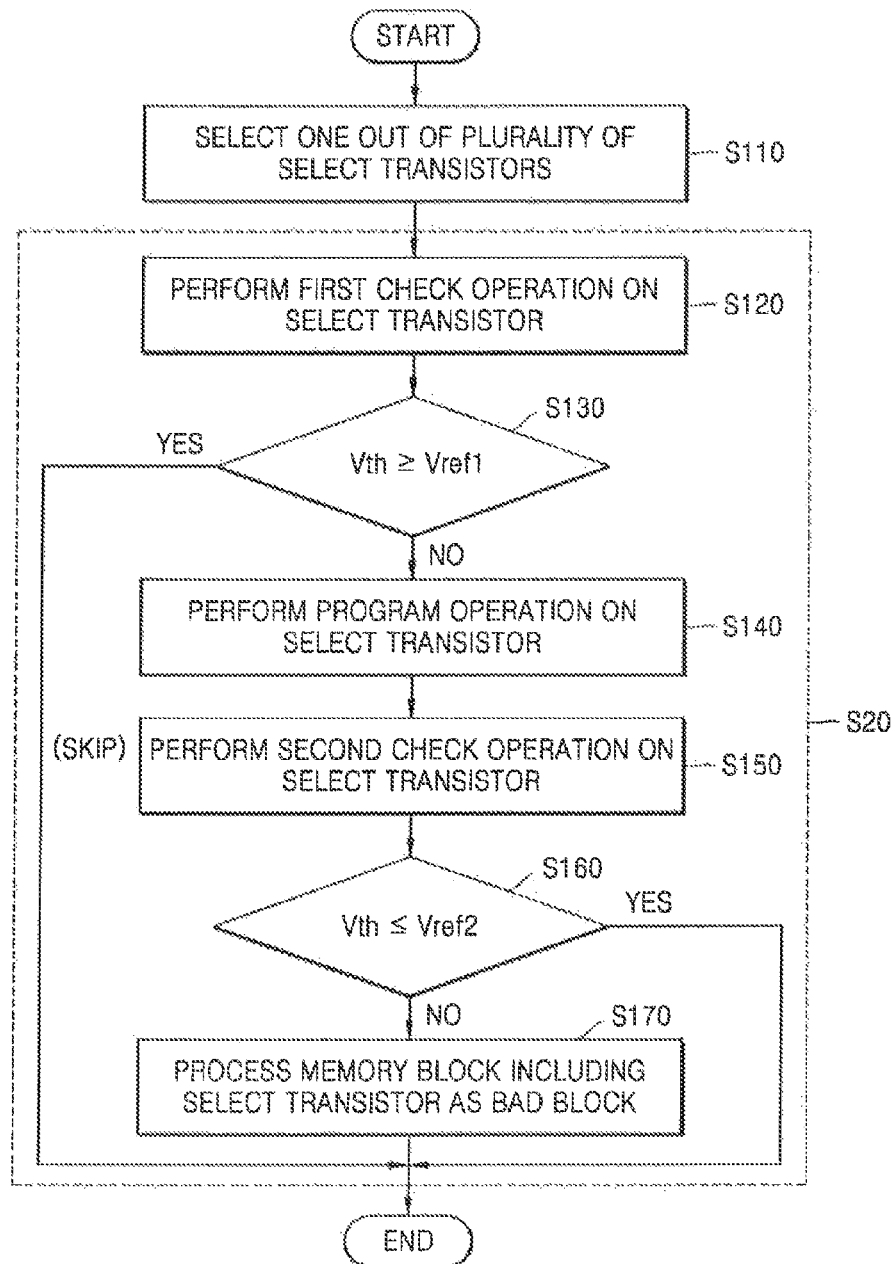 START
SELECT ONE OUT OF PLURALITY OF
SELECT TRANSISTORS
S110
PERFORM FIRST CHECK OPERATION ON
SELECT TRANSISTOR
S120
S130
YES
Vth ≥ Vref1
NO
PERFORM PROGRAM OPERATION ON
SELECT TRANSISTOR
S140
(SKIP)
PERFORM SECOND CHECK OPERATION ON
SELECT TRANSISTOR
S150
S20
S160
YES
Vth ≤ Vref2
NO
S170
PROCESS MEMORY BLOCK INCLUDING
SELECT TRANSISTOR AS BAD BLOCK
END